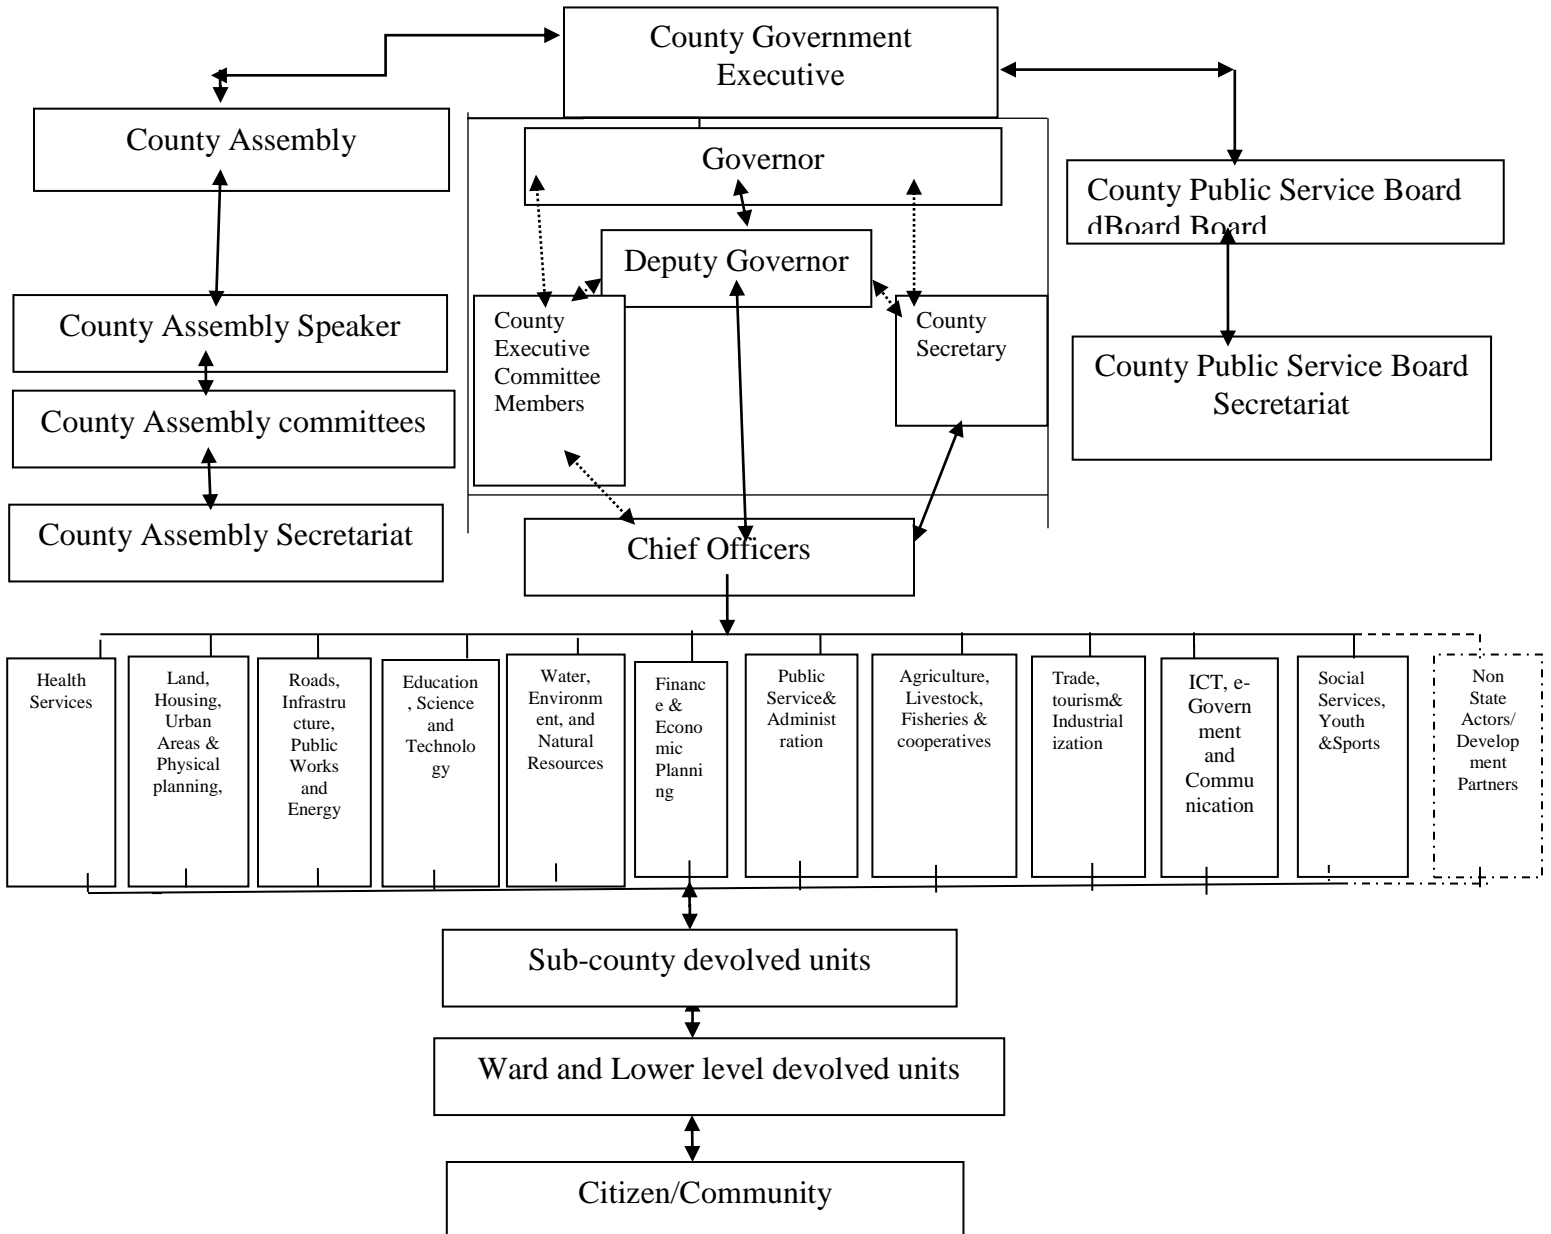 County Government
Executive
County Assembly
Governor
County Public Service Board
dBoard Board
Deputy Governor
County Assembly Speaker
County
Executive
Committee
Members
County
Secretary
County Public Service Board
Secretariat
County Assembly committees
County Assembly Secretariat
Chief Officers
Health
Services
Land,
Housing,
Urban
Areas &
Physical
planning,
Roads,
Infrastru
cture,
Public
Works
and
Energy
Education
, Science
and
Technolo
gy
Water,
Environm
ent, and
Natural
Resources
Financ
e &
Econo
mic
Planni
ng
Public
Service&
Administ
ration
Agriculture,
Livestock,
Fisheries &
cooperatives
Trade,
tourism&
Industrial
ization
ICT, e-
Govern
ment
and
Commu
nication
Social
Services,
Youth
&Sports
Non
State
Actors/
Develop
ment
Partners
Sub-county devolved units
Ward and Lower level devolved units
Citizen/Community